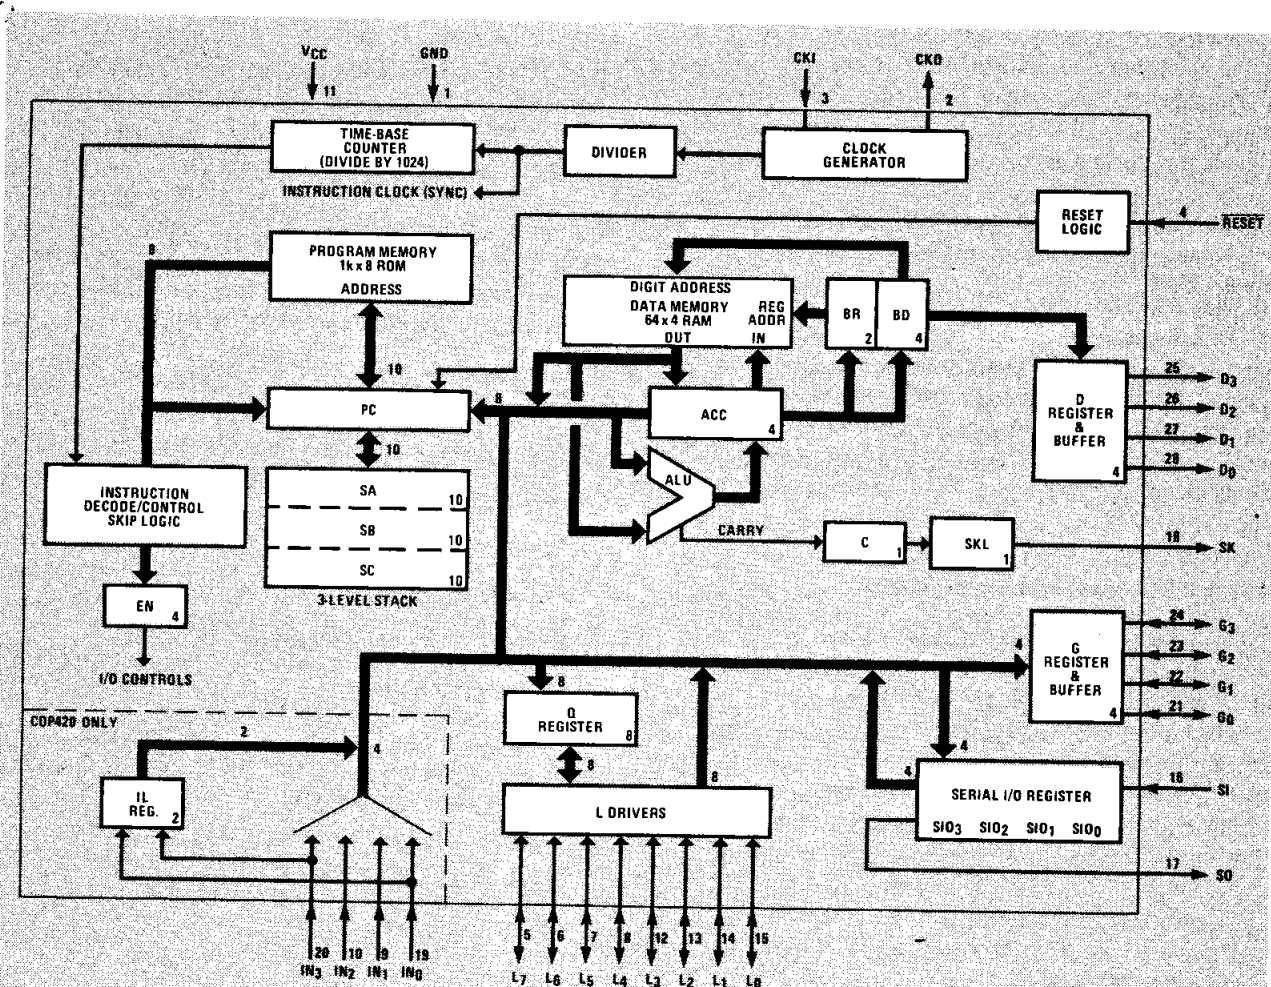 VCC
11
GND
1
CKI
3
CKO
2
TIME-BASE
COUNTER
(DIVIDE BY 1024)
DIVIDER
CLOCK
GENERATOR
INSTRUCTION CLOCK (SYNC)
RESET
LOGIC
4
RESET
8
PROGRAM MEMORY
1k x 8 ROM
ADDRESS
DIGIT ADDRESS
DATA MEMORY
64 x 4 RAM
REG
ADDR
OUT
IN
BR
2
BD
4
10
PC
8
ACC
4
D
REGISTER
&
BUFFER
4
25
D3
26
D2
27
D1
28
D0
10
INSTRUCTION
DECODE/CONTROL
SKIP LOGIC
SA
10
SB
10
SC
10
3-LEVEL STACK
ALU
CARRY
C
1
SKL
1
18
SK
EN
4
I/O CONTROLS
4
G
REGISTER
&
BUFFER
4
24
G3
23
G2
22
G1
21
G0
COP420 ONLY
2
4
IL
REG.
2
8
Q
REGISTER
8
8
8
L DRIVERS
4
4
SERIAL I/O REGISTER
SIO3 SIO2 SIO1 SIO0
16
SI
17
SO
20
10
9
19
IN3
IN2
IN1
IN0
5
6
7
8
12
13
14
15
L7
L6
L5
L4
L3
L2
L1
L0